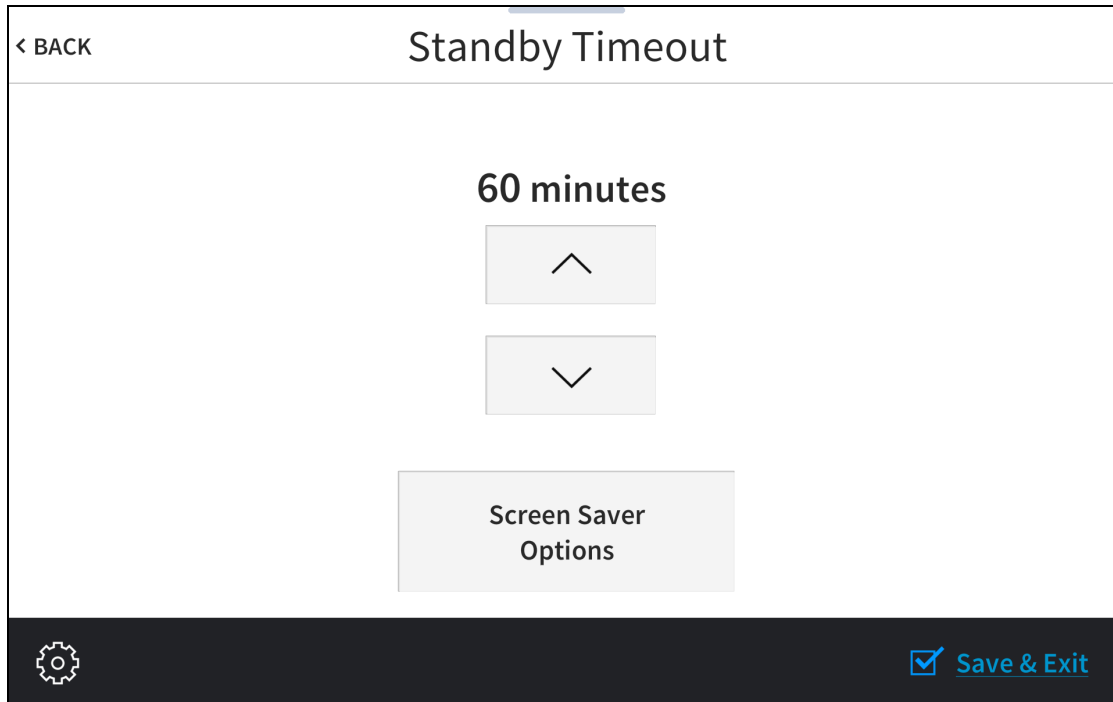 < BACK
Standby Timeout
60 minutes
Screen Saver
Options
Save & Exit